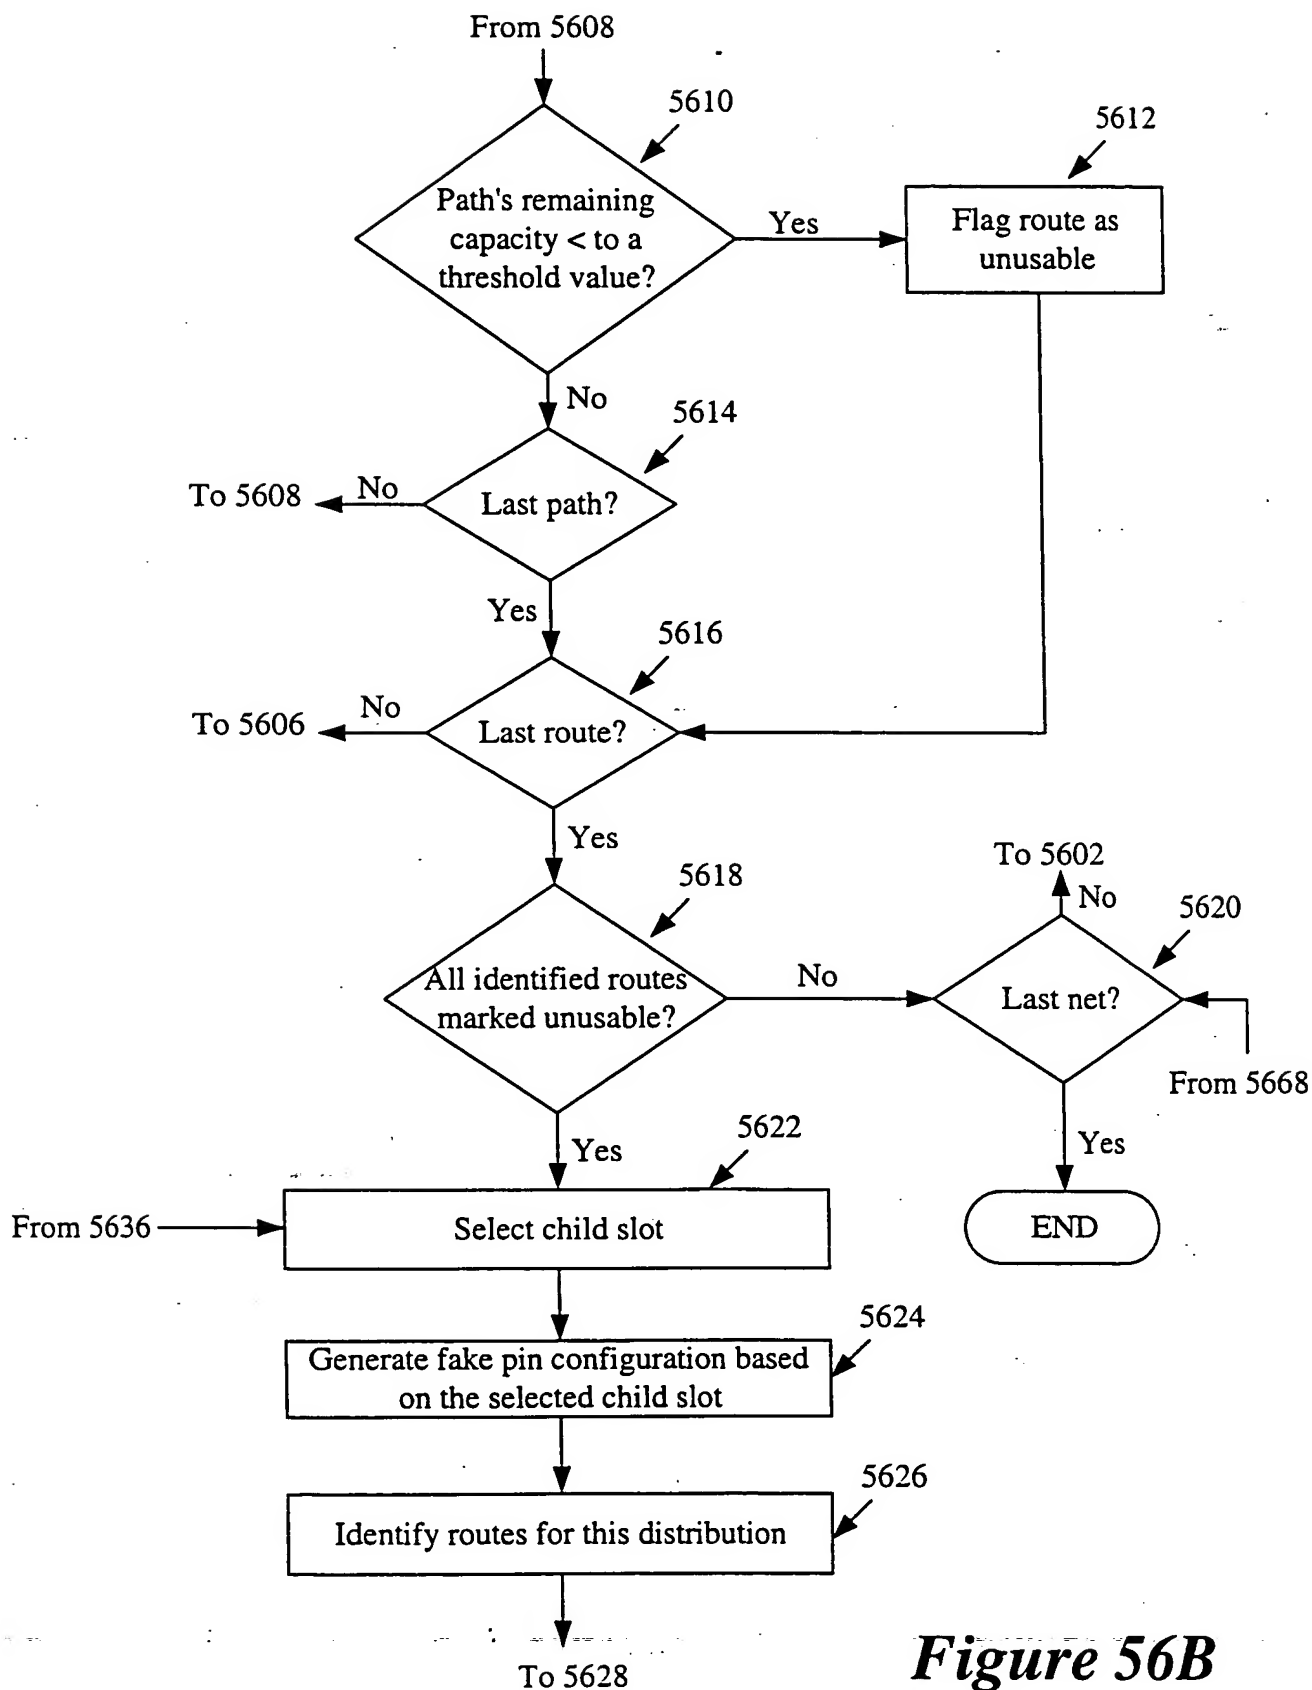 From 5608
5610
5612
Path's remaining
capacity < to a
threshold value?
Yes
Flag route as
unusable
No
5614
To 5608
No
Last path?
Yes
5616
To 5606
No
Last route?
Yes
5618
To 5602
No
5620
All identified routes
marked unusable?
No
Last net?
From 5668
Yes
5622
Yes
From 5636
Select child slot
END
5624
Generate fake pin configuration based
on the selected child slot
5626
Identify routes for this distribution
To 5628
Figure 56B